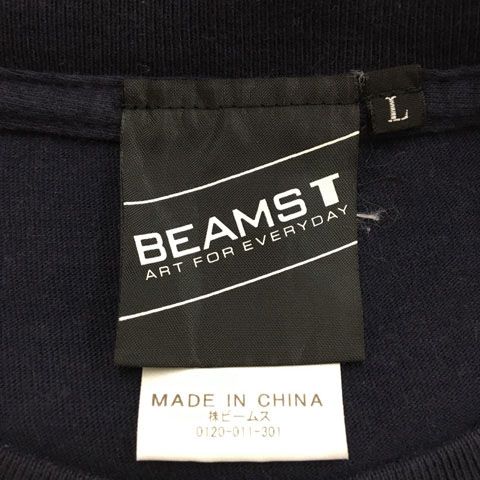 L
BEAMS T
ART FOR EVERYDAY
MADE IN CHINA
株ビームス
0120-011-301